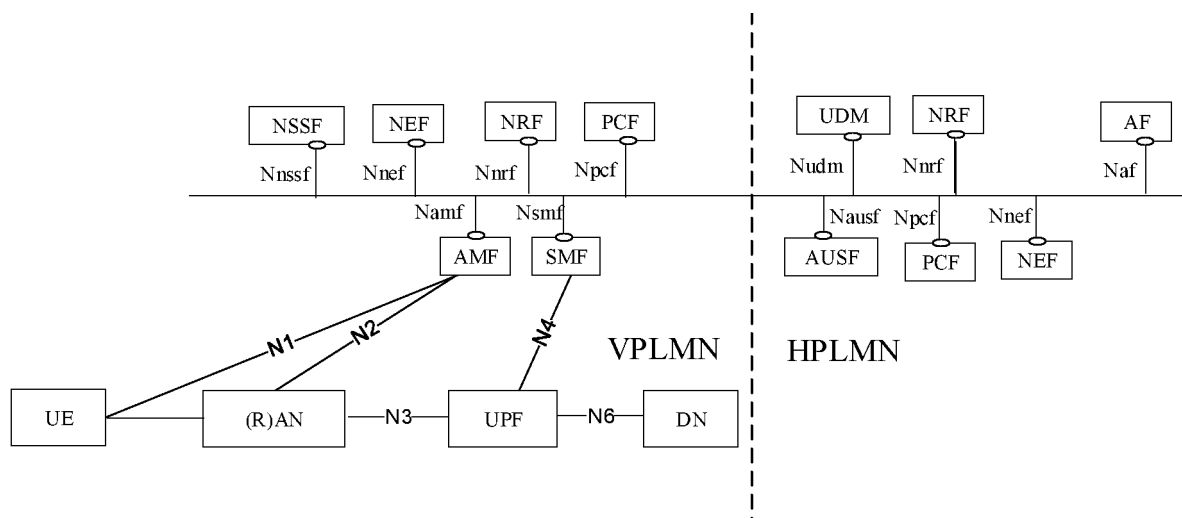 NSSF NEF NRF PCF UDM NRF AF
Nnssf Nnef Nnrf Npcf Nudm Nnrf Naf
Namf Nsmf Nausf Npcf Nnef
AMF SMF AUSF PCF NEF
N1 N2 N4 VPLMN HPLMN
UE (R)AN N3 UPF N6 DN